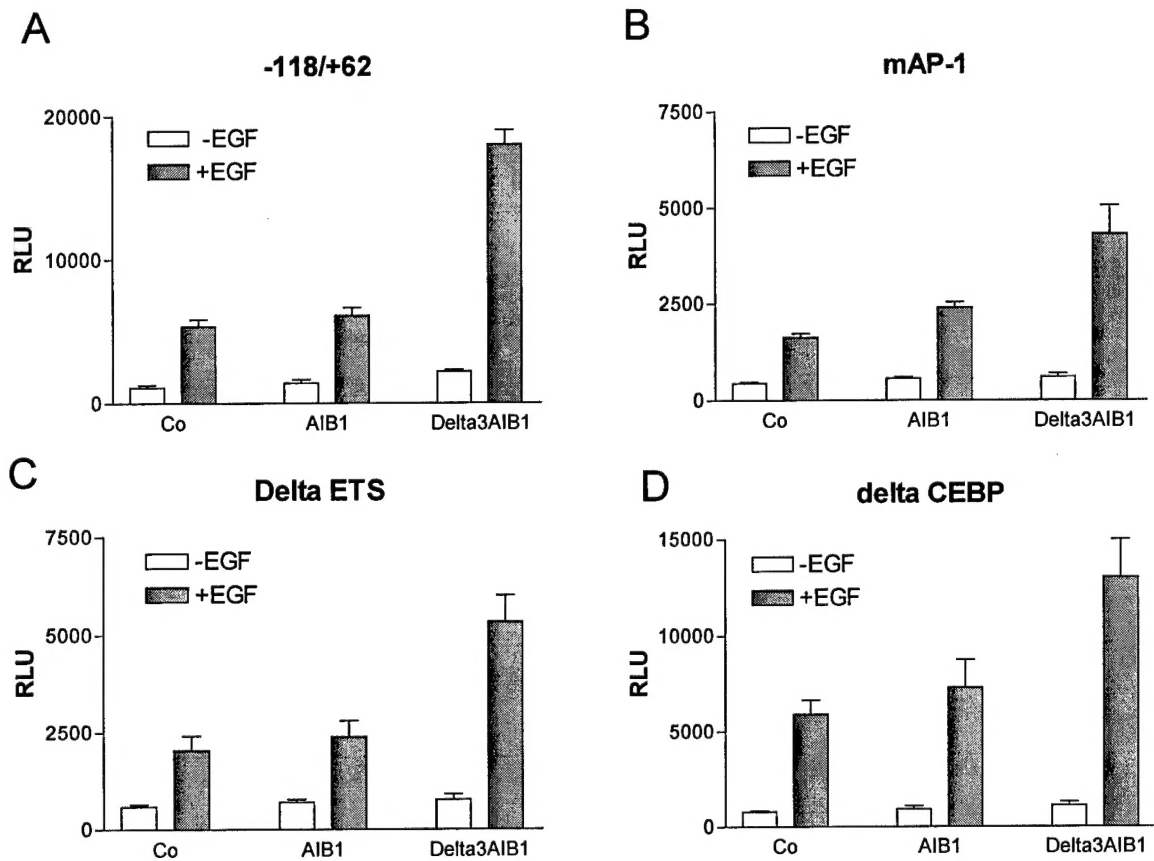 A
-118/+62
20000
10000
0
RLU
-EGF
+EGF
Co
AIB1
Delta3AIB1
B
mAP-1
7500
5000
2500
0
RLU
-EGF
+EGF
Co
AIB1
Delta3AIB1
C
Delta ETS
7500
5000
2500
0
RLU
-EGF
+EGF
Co
AIB1
Delta3AIB1
D
delta CEBP
15000
10000
5000
0
RLU
-EGF
+EGF
Co
AIB1
Delta3AIB1